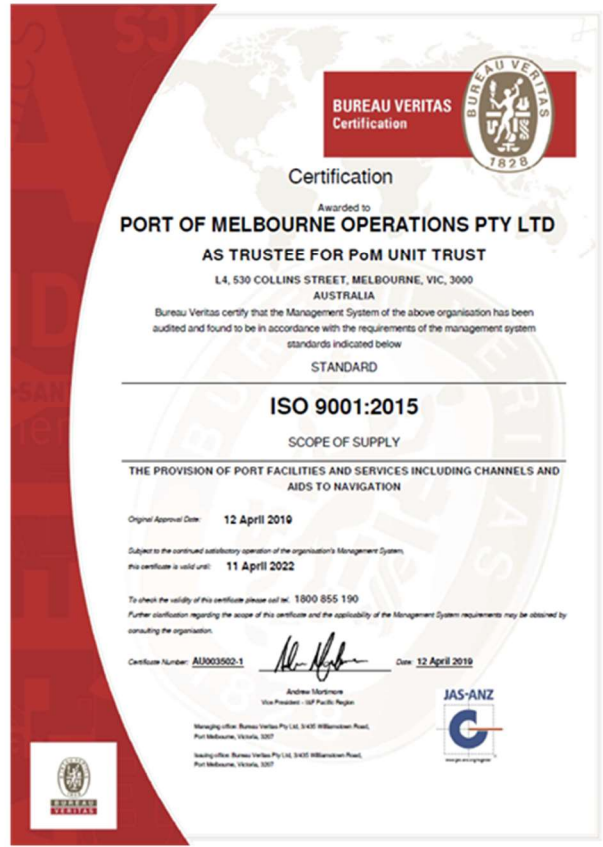 BUREAU VERITAS
Certification
BUREAU VERITAS
1828
Certification
Awarded to
PORT OF MELBOURNE OPERATIONS PTY LTD
AS TRUSTEE FOR PoM UNIT TRUST
L4, 530 COLLINS STREET, MELBOURNE, VIC, 3000
AUSTRALIA
Bureau Veritas certify that the Management System of the above organisation has been
audited and found to be in accordance with the requirements of the management system
standards indicated below
STANDARD
ISO 9001:2015
SCOPE OF SUPPLY
THE PROVISION OF PORT FACILITIES AND SERVICES INCLUDING CHANNELS AND
AIDS TO NAVIGATION
Original Approval Date: 12 April 2019
Subject to the continued satisfactory operation of the organisation's Management System,
this certificate is valid until: 11 April 2022
To check the validity of this certificate please call tel. 1800 855 190
Further clarification regarding the scope of this certificate and the applicability of the Management System requirements may be obtained by
consulting the organisation.
Certificate Number: AU003502-1 Date: 12 April 2019
Andrew Mortimore
Vice President - I&F Pacific Region
JAS-ANZ
Managing office: Bureau Veritas Pty Ltd, 3/435 Williamstown Road,
Port Melbourne, Victoria, 3207
Issuing office: Bureau Veritas Pty Ltd, 3/435 Williamstown Road,
Port Melbourne, Victoria, 3207
BUREAU
VERITAS